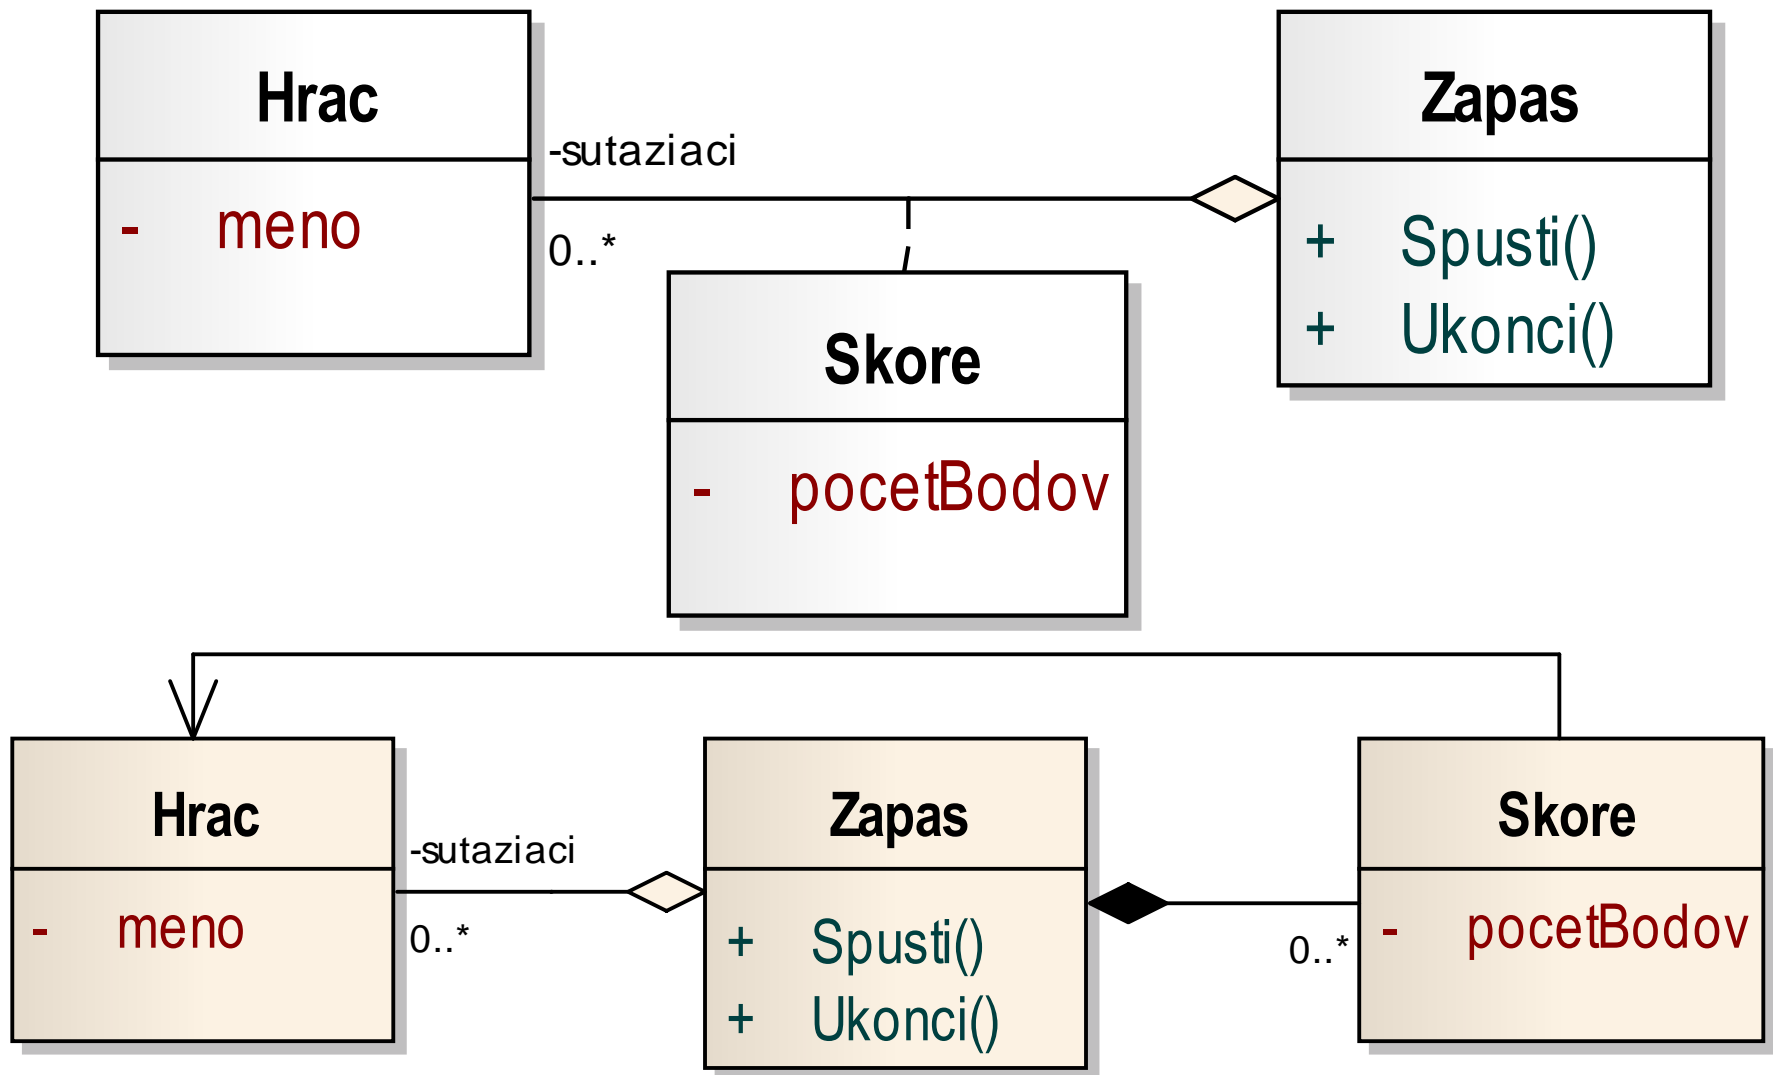 Hrac
- meno
-sutaziaci
0..*
Zapas
+ Spusti()
+ Ukonci()
Skore
- pocetBodov
Hrac
- meno
-sutaziaci
0..*
Zapas
+ Spusti()
+ Ukonci()
0..*
Skore
- pocetBodov